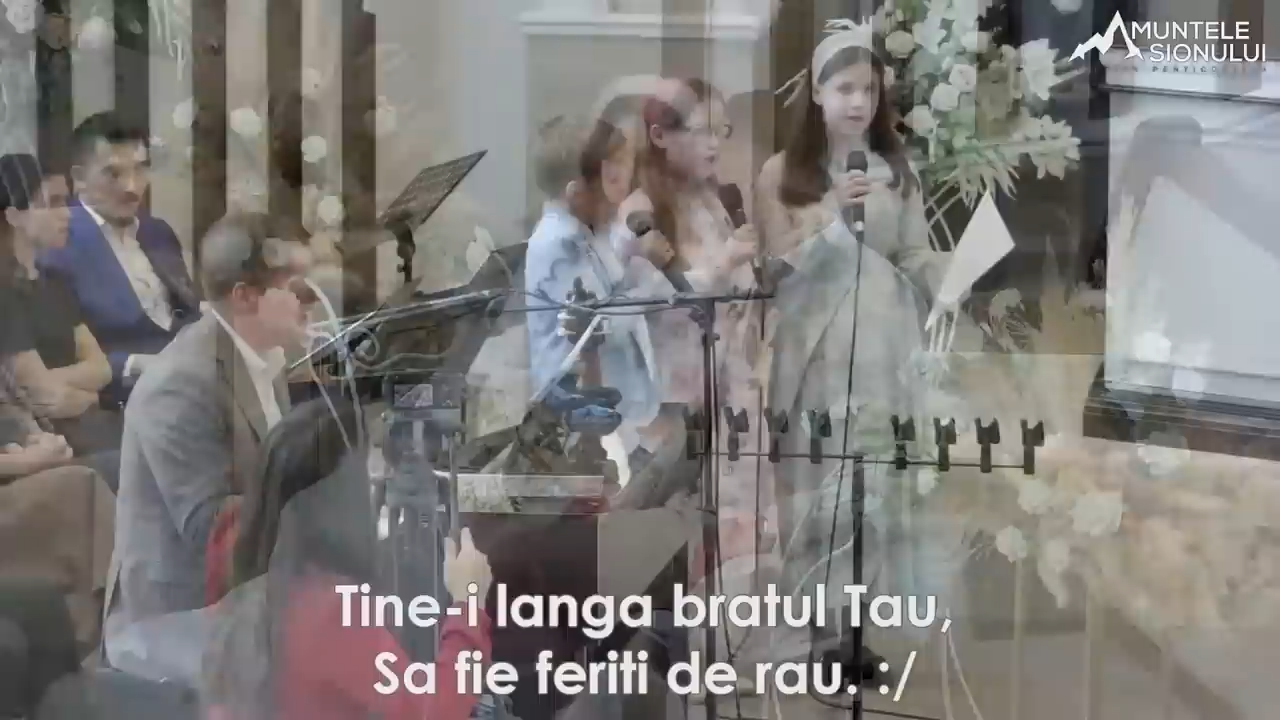 MUNTELE
SIONULUI
Tine-i langa bratul Tau,
Sa fie feriti de rau. :/